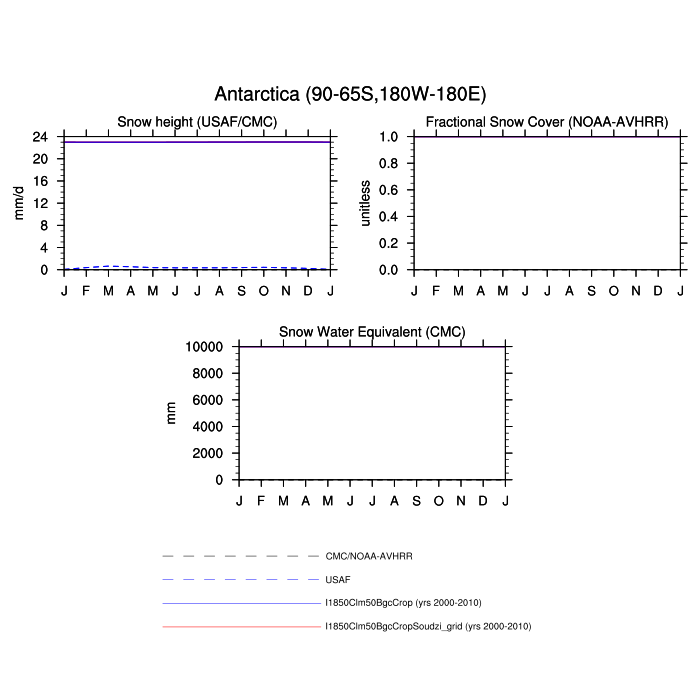 Antarctica (90-65S,180W-180E)
Snow height (USAF/CMC)
mm/d
24
20
16
12
8
4
0
J F M A M J J A S O N D J
Fractional Snow Cover (NOAA-AVHRR)
unitless
1.0
0.8
0.6
0.4
0.2
0.0
J F M A M J J A S O N D J
Snow Water Equivalent (CMC)
mm
10000
8000
6000
4000
2000
0
J F M A M J J A S O N D J
CMC/NOAA-AVHRR
USAF
I1850Clm50BgcCrop (yrs 2000-2010)
I1850Clm50BgcCropSoudzi_grid (yrs 2000-2010)